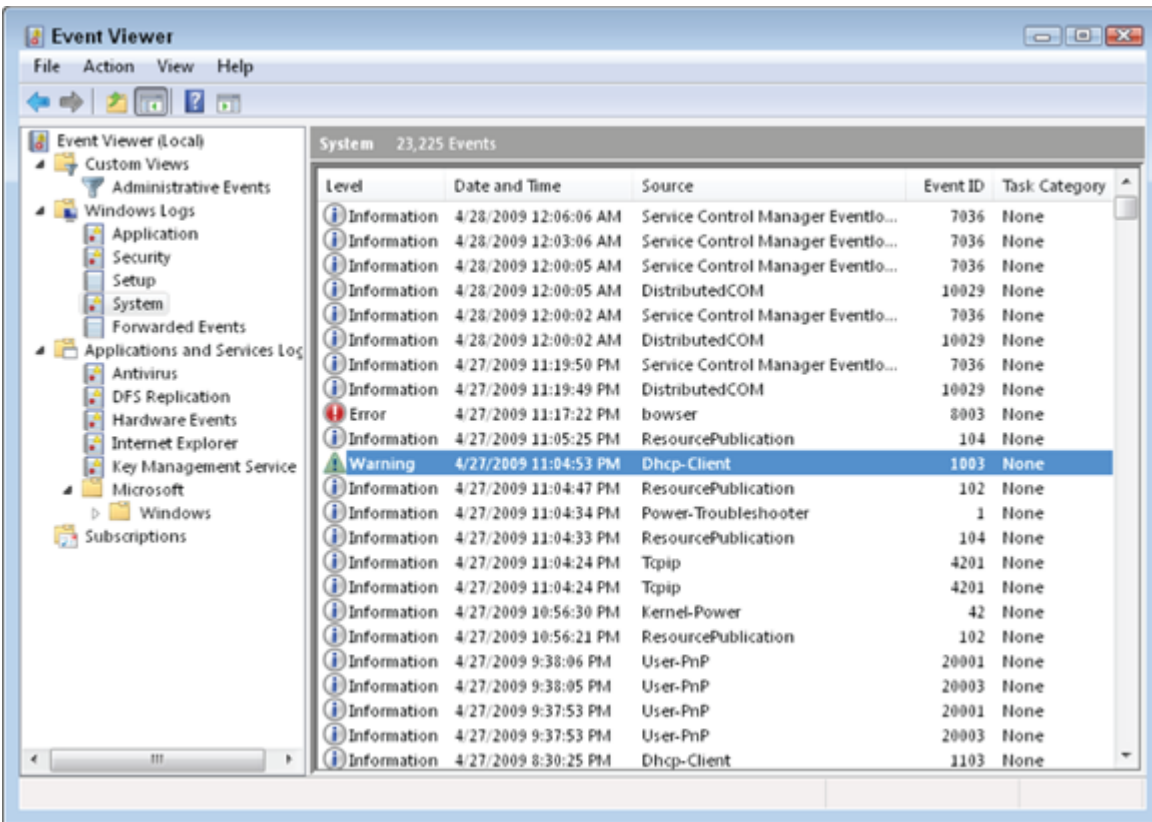 Event Viewer
File Action View Help
Event Viewer (Local)
Custom Views
Administrative Events
Windows Logs
Application
Security
Setup
System
Forwarded Events
Applications and Services Log
Antivirus
DFS Replication
Hardware Events
Internet Explorer
Key Management Service
Microsoft
Windows
Subscriptions
System 23,225 Events
Level Date and Time Source Event ID Task Category
Information 4/28/2009 12:06:06 AM Service Control Manager Eventlo... 7036 None
Information 4/28/2009 12:03:06 AM Service Control Manager Eventlo... 7036 None
Information 4/28/2009 12:00:05 AM Service Control Manager Eventlo... 7036 None
Information 4/28/2009 12:00:05 AM DistributedCOM 10029 None
Information 4/28/2009 12:00:02 AM Service Control Manager Eventlo... 7036 None
Information 4/28/2009 12:00:02 AM DistributedCOM 10029 None
Information 4/27/2009 11:19:50 PM Service Control Manager Eventlo... 7036 None
Information 4/27/2009 11:19:49 PM DistributedCOM 10029 None
Error 4/27/2009 11:17:22 PM bowser 8003 None
Information 4/27/2009 11:05:25 PM ResourcePublication 104 None
Warning 4/27/2009 11:04:53 PM Dhcp-Client 1003 None
Information 4/27/2009 11:04:47 PM ResourcePublication 102 None
Information 4/27/2009 11:04:34 PM Power-Troubleshooter 1 None
Information 4/27/2009 11:04:33 PM ResourcePublication 104 None
Information 4/27/2009 11:04:24 PM Tcpip 4201 None
Information 4/27/2009 11:04:24 PM Tcpip 4201 None
Information 4/27/2009 10:56:30 PM Kernel-Power 42 None
Information 4/27/2009 10:56:21 PM ResourcePublication 102 None
Information 4/27/2009 9:38:06 PM User-PnP 20001 None
Information 4/27/2009 9:38:05 PM User-PnP 20003 None
Information 4/27/2009 9:37:53 PM User-PnP 20001 None
Information 4/27/2009 9:37:53 PM User-PnP 20003 None
Information 4/27/2009 8:30:25 PM Dhcp-Client 1103 None